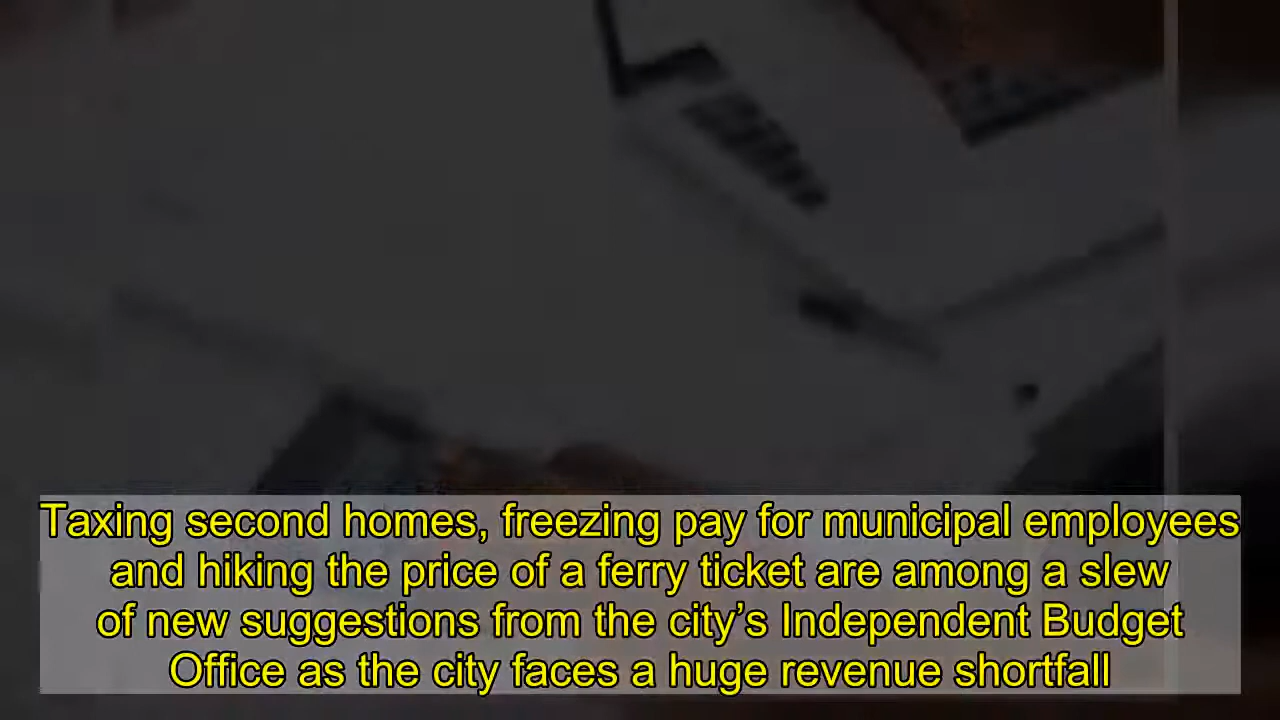 Taxing second homes, freezing pay for municipal employees
and hiking the price of a ferry ticket are among a slew
of new suggestions from the city’s Independent Budget
Office as the city faces a huge revenue shortfall